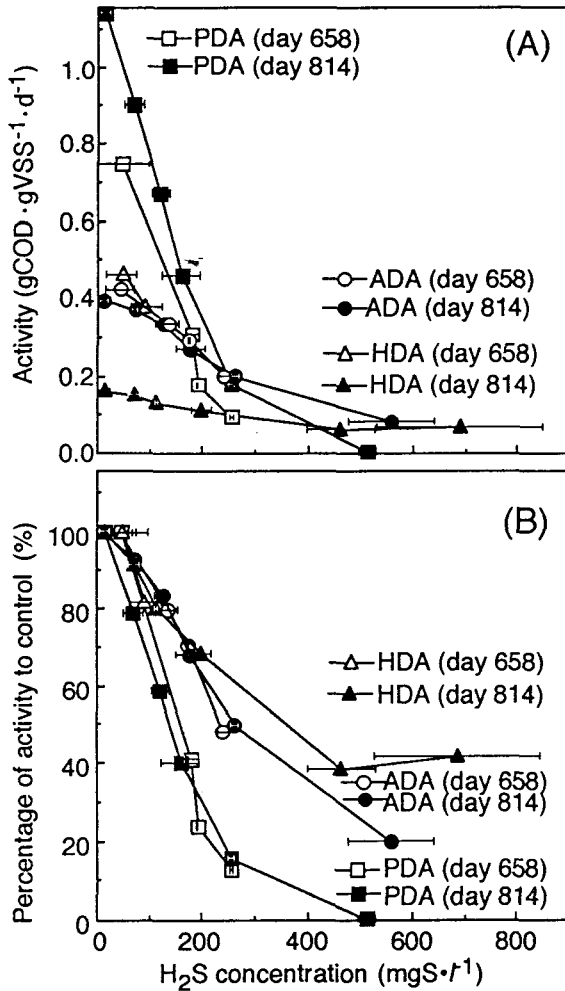 PDA (day 658)
PDA (day 814)
(A)
1.0
0.8
0.6
0.4
0.2
0.0
Activity (gCOD·gVSS⁻¹·d⁻¹)
ADA (day 658)
ADA (day 814)
HDA (day 658)
HDA (day 814)
(B)
100
80
60
40
20
0
Percentage of activity to control (%)
HDA (day 658)
HDA (day 814)
ADA (day 658)
ADA (day 814)
PDA (day 658)
PDA (day 814)
0 200 400 600 800
H₂S concentration (mgS·l⁻¹)